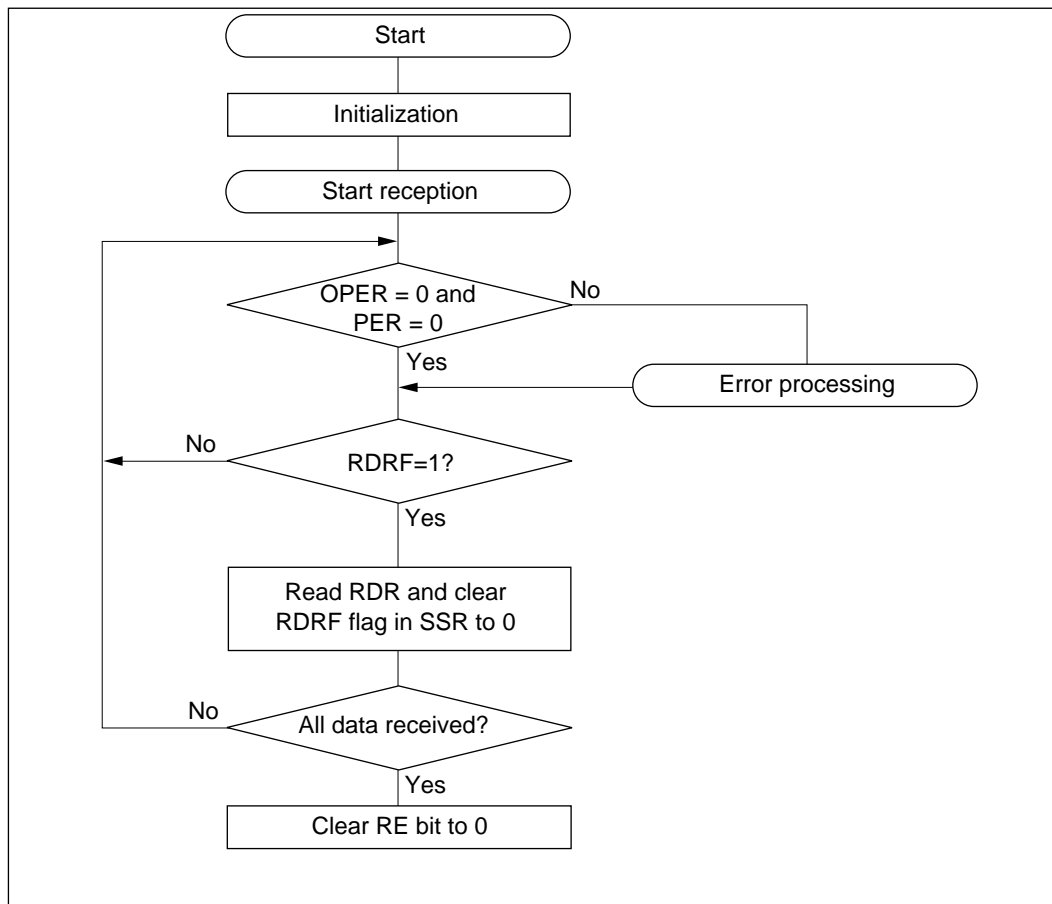 Start
Initialization
Start reception
OPER = 0 and
PER = 0
No
Yes
Error processing
No
RDRF=1?
Yes
Read RDR and clear
RDRF flag in SSR to 0
No
All data received?
Yes
Clear RE bit to 0